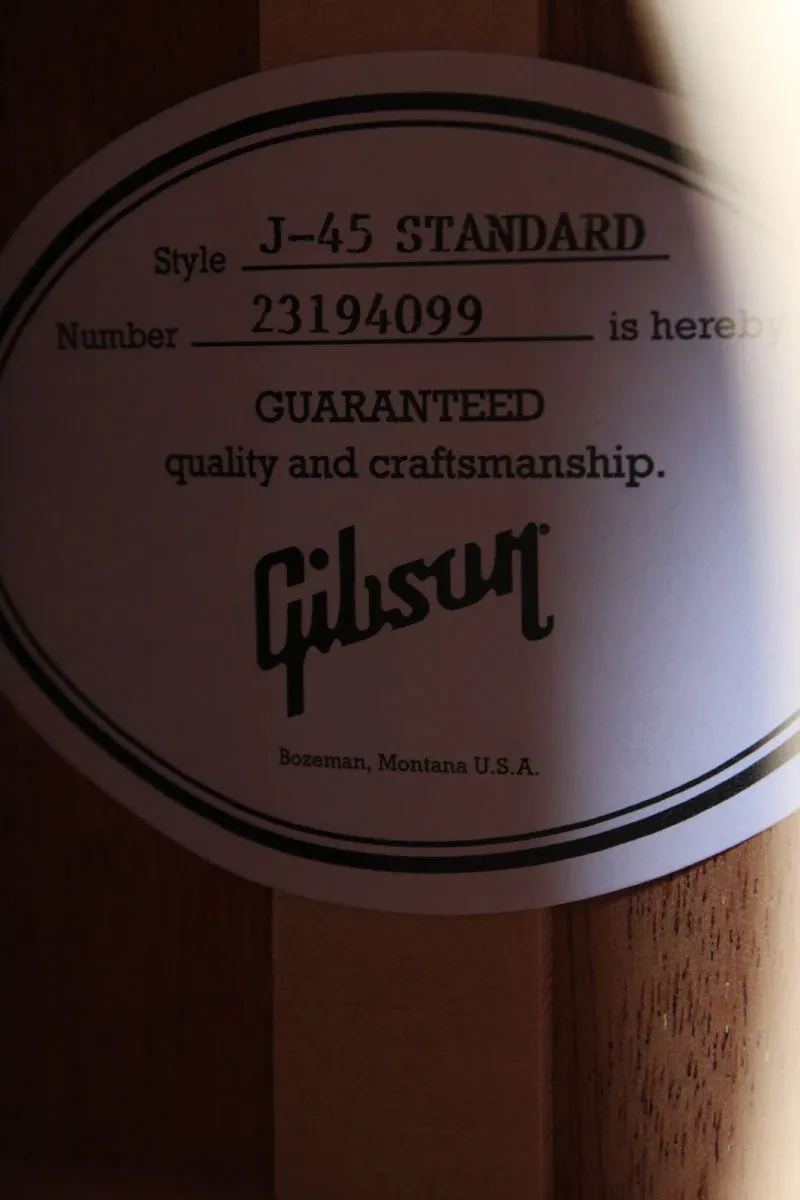 Style J-45 STANDARD
Number 23194099 is hereby
GUARANTEED
quality and craftsmanship.
Gibson
Bozeman, Montana U.S.A.